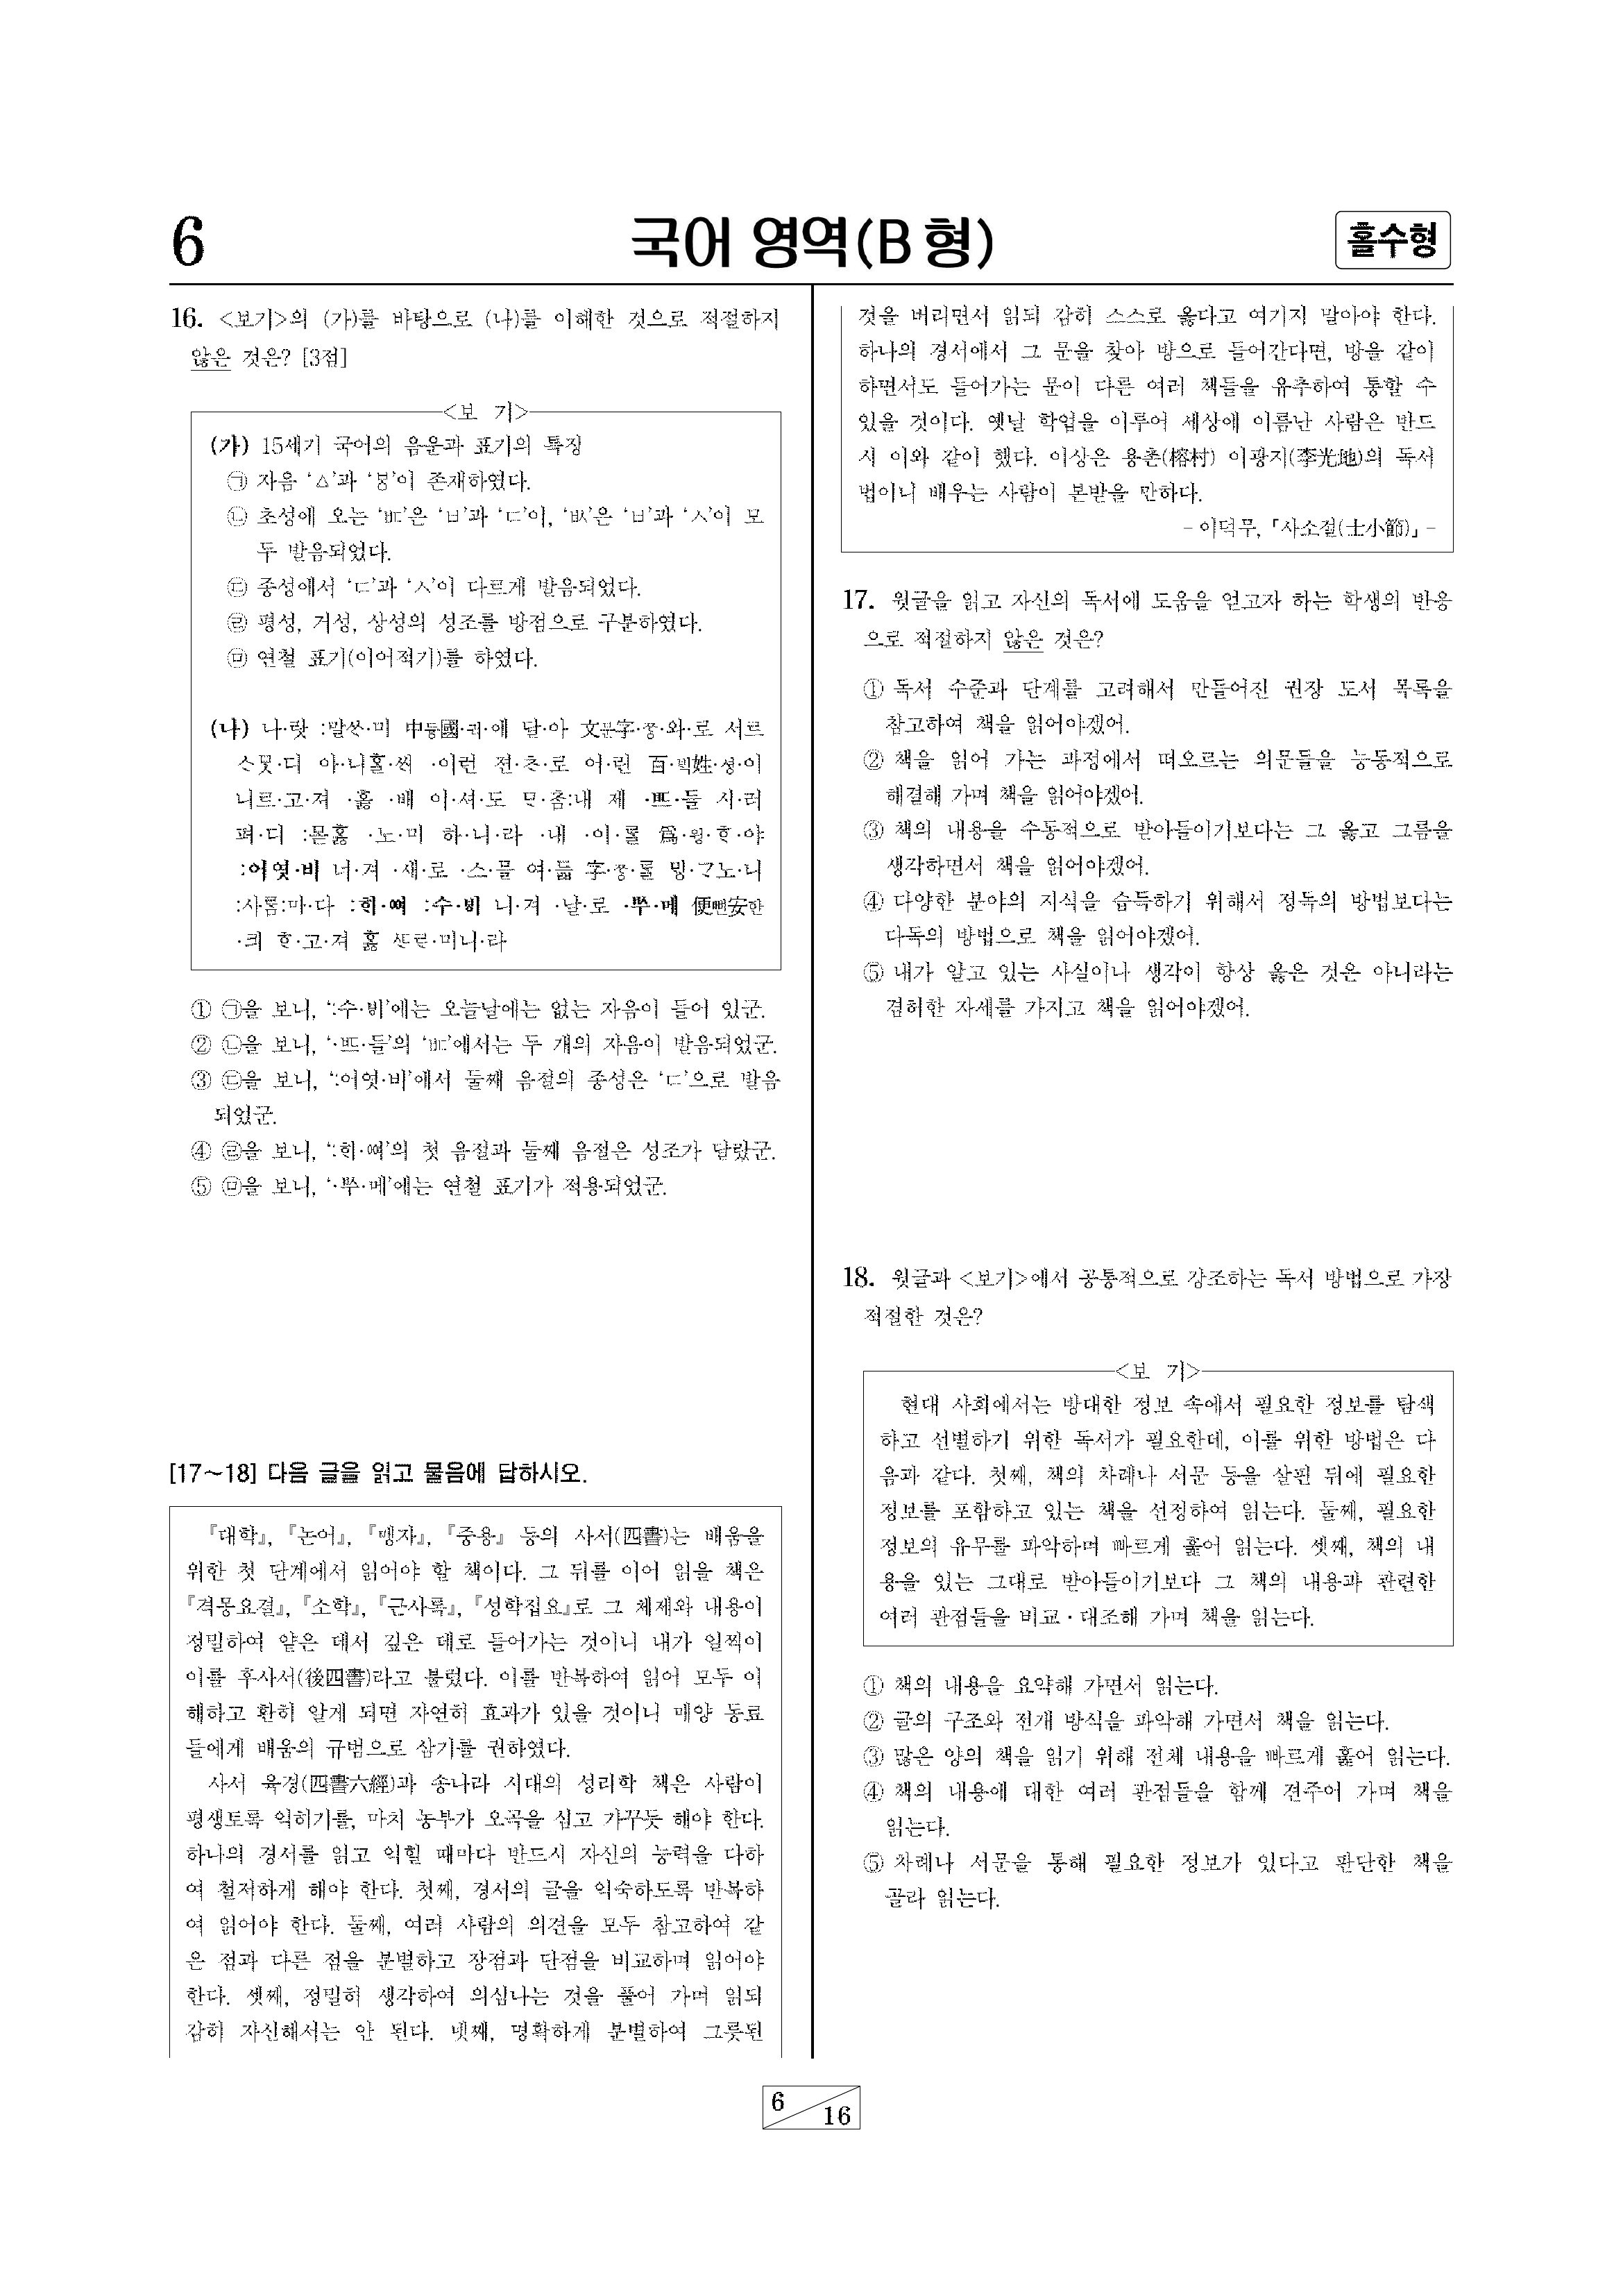 6
국어 영역(B 형)
홀수형
16. <보기>의 (가)를 바탕으로 (나)를 이해한 것으로 적절하지
않은 것은? [3점]
<보 기>
(가) 15세기 국어의 음운과 표기의 특징
㉠ 자음 ‘ㅿ’과 ‘ㅸ’이 존재하였다.
㉡ 초성에 오는 ‘ㅳ’은 ‘ㅂ’과 ‘ㄷ’이, ‘ㅄ’은 ‘ㅂ’과 ‘ㅅ’이 모
두 발음되었다.
㉢ 종성에서 ‘ㄷ’과 ‘ㅅ’이 다르게 발음되었다.
㉣ 평성, 거성, 상성의 성조를 방점으로 구분하였다.
㉤ 연철 표기(이어적기)를 하였다.
(나) 나·랏 :말ᄊᆞ·미 中듕國·귁·에 달·아 文문字·ᄍᆞᆼ·와·로 서르
ᄉᆞᄆᆞᆺ·디 아·니ᄒᆞᆯ·ᄊᆡ ·이런 젼·ᄎᆞ·로 어·린 百·ᄇᆡᆨ姓·셩·이
니르·고·져 ·홇 ·배 이·셔·도 ᄆᆞ·ᄎᆞᆷ:내 제 ·ᄠᅳ·들 시·러
펴·디 :몯ᄒᆞᇙ ·노·미 하·니·라 ·내 ·이·ᄅᆞᆯ 爲·윙·ᄒᆞ·야
:어엿·비 너·겨 ·새·로 ·스·믈 여·듧 字·ᄍᆞᆼ·ᄅᆞᆯ ᄆᆡᆼ·ᄀᆞ노·니
:사ᄅᆞᆷ:마·다 :ᄒᆡ·ᅇᅧ :수·ᄫᅵ 니·겨 ·날·로 ·ᄡᅮ·메 便뼌安한
·킈 ᄒᆞ·고·져 ᄒᆞᇙ ᄯᆞᄅᆞ·미니·라
① ㉠을 보니, ‘:수·ᄫᅵ’에는 오늘날에는 없는 자음이 들어 있군.
② ㉡을 보니, ‘·ᄠᅳ·들’의 ‘ㅳ’에서는 두 개의 자음이 발음되었군.
③ ㉢을 보니, ‘:어엿·비’에서 둘째 음절의 종성은 ‘ㄷ’으로 발음
되었군.
④ ㉣을 보니, ‘:ᄒᆡ·ᅇᅧ’의 첫 음절과 둘째 음절은 성조가 달랐군.
⑤ ㉤을 보니, ‘·ᄡᅮ·메’에는 연철 표기가 적용되었군.
[17~18] 다음 글을 읽고 물음에 답하시오.
『대학』, 『논어』, 『맹자』, 『중용』 등의 사서(四書)는 배움을
위한 첫 단계에서 읽어야 할 책이다. 그 뒤를 이어 읽을 책은
『격몽요결』, 『소학』, 『근사록』, 『성학집요』로 그 체제와 내용이
정밀하여 얕은 데서 깊은 데로 들어가는 것이니 내가 일찍이
이를 후사서(後四書)라고 불렀다. 이를 반복하여 읽어 모두 이
해하고 환히 알게 되면 자연히 효과가 있을 것이니 매양 동료
들에게 배움의 규범으로 삼기를 권하였다.
사서 육경(四書六經)과 송나라 시대의 성리학 책은 사람이
평생토록 익히기를, 마치 농부가 오곡을 심고 가꾸듯 해야 한다.
하나의 경서를 읽고 익힐 때마다 반드시 자신의 능력을 다하
여 철저하게 해야 한다. 첫째, 경서의 글을 익숙하도록 반복하
여 읽어야 한다. 둘째, 여러 사람의 의견을 모두 참고하여 같
은 점과 다른 점을 분별하고 장점과 단점을 비교하며 읽어야
한다. 셋째, 정밀히 생각하여 의심나는 것을 풀어 가며 읽되
감히 자신해서는 안 된다. 넷째, 명확하게 분별하여 그릇된
것을 버리면서 읽되 감히 스스로 옳다고 여기지 말아야 한다.
하나의 경서에서 그 문을 찾아 방으로 들어간다면, 방을 같이
하면서도 들어가는 문이 다른 여러 책들을 유추하여 통할 수
있을 것이다. 옛날 학업을 이루어 세상에 이름난 사람은 반드
시 이와 같이 했다. 이상은 용촌(榕村) 이광지(李光地)의 독서
법이니 배우는 사람이 본받을 만하다.
- 이덕무, 「사소절(士小節)」 -
17. 윗글을 읽고 자신의 독서에 도움을 얻고자 하는 학생의 반응
으로 적절하지 않은 것은?
① 독서 수준과 단계를 고려해서 만들어진 권장 도서 목록을
참고하여 책을 읽어야겠어.
② 책을 읽어 가는 과정에서 떠오르는 의문들을 능동적으로
해결해 가며 책을 읽어야겠어.
③ 책의 내용을 수동적으로 받아들이기보다는 그 옳고 그름을
생각하면서 책을 읽어야겠어.
④ 다양한 분야의 지식을 습득하기 위해서 정독의 방법보다는
다독의 방법으로 책을 읽어야겠어.
⑤ 내가 알고 있는 사실이나 생각이 항상 옳은 것은 아니라는
겸허한 자세를 가지고 책을 읽어야겠어.
18. 윗글과 <보기>에서 공통적으로 강조하는 독서 방법으로 가장
적절한 것은?
<보 기>
현대 사회에서는 방대한 정보 속에서 필요한 정보를 탐색
하고 선별하기 위한 독서가 필요한데, 이를 위한 방법은 다
음과 같다. 첫째, 책의 차례나 서문 등을 살핀 뒤에 필요한
정보를 포함하고 있는 책을 선정하여 읽는다. 둘째, 필요한
정보의 유무를 파악하며 빠르게 훑어 읽는다. 셋째, 책의 내
용을 있는 그대로 받아들이기보다 그 책의 내용과 관련한
여러 관점들을 비교·대조해 가며 책을 읽는다.
① 책의 내용을 요약해 가면서 읽는다.
② 글의 구조와 전개 방식을 파악해 가면서 책을 읽는다.
③ 많은 양의 책을 읽기 위해 전체 내용을 빠르게 훑어 읽는다.
④ 책의 내용에 대한 여러 관점들을 함께 견주어 가며 책을
읽는다.
⑤ 차례나 서문을 통해 필요한 정보가 있다고 판단한 책을
골라 읽는다.
6
16